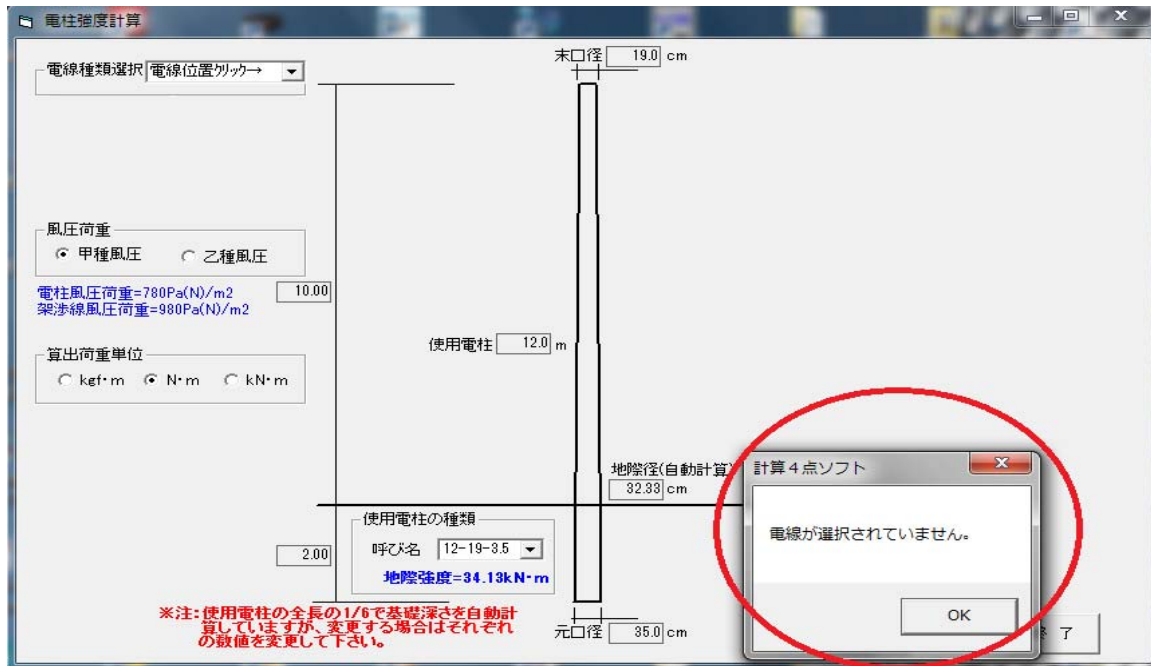 電柱強度計算
末口径 19.0 cm
電線種類選択 電線位置クリック→
風圧荷重
甲種風圧 乙種風圧
電柱風圧荷重=780Pa(N)/m2
架渉線風圧荷重=980Pa(N)/m2
10.00
使用電柱 12.0 m
算出荷重単位
kgf・m N・m kN・m
地際径(自動計算)
32.33 cm
計算4点ソフト
電線が選択されていません。
OK
使用電柱の種類
呼び名 12-19-3.5
地際強度=34.13kN・m
2.00
※注:使用電柱の全長の1/6で基礎深さを自動計
算していますが、変更する場合はそれぞれ
の数値を変更して下さい。
元口径 35.0 cm
了